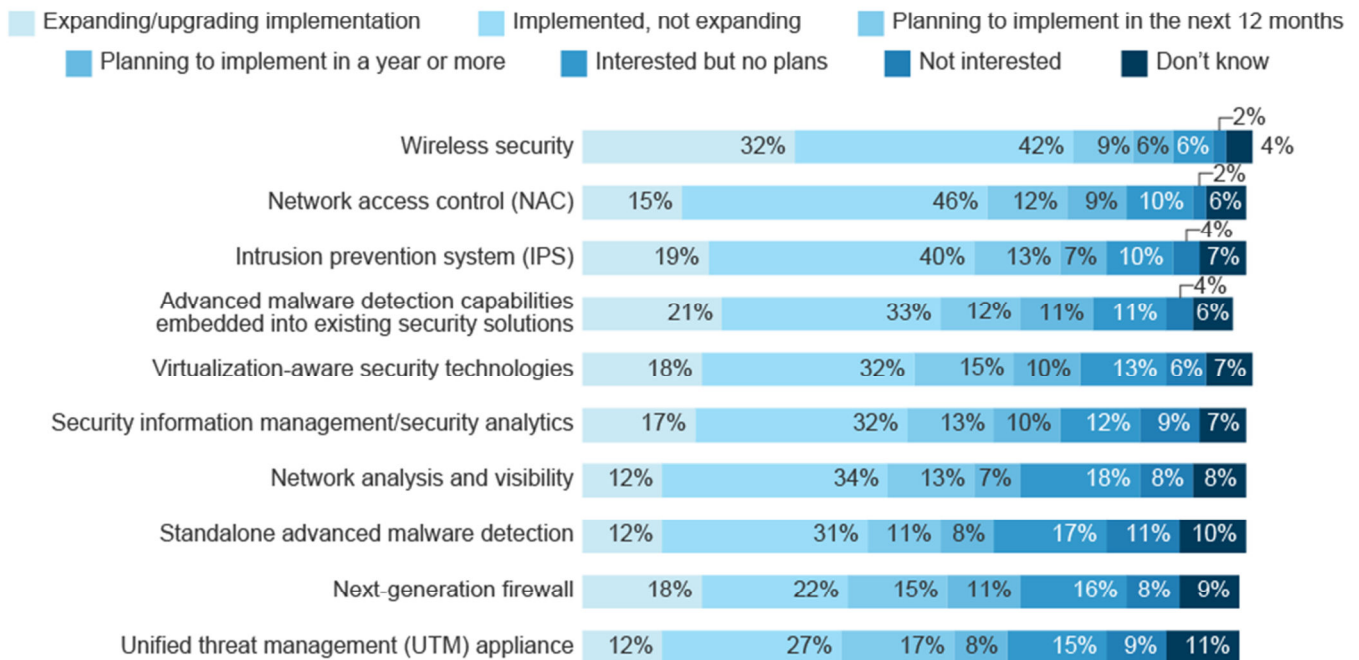 Expanding/upgrading implementation Implemented, not expanding Planning to implement in the next 12 months
Planning to implement in a year or more Interested but no plans Not interested Don't know
2%
Wireless security 32% 42% 9% 6% 6% 4%
2%
Network access control (NAC) 15% 46% 12% 9% 10% 6%
4%
Intrusion prevention system (IPS) 19% 40% 13% 7% 10% 7%
4%
Advanced malware detection capabilities
embedded into existing security solutions 21% 33% 12% 11% 11% 6%
Virtualization-aware security technologies 18% 32% 15% 10% 13% 6% 7%
Security information management/security analytics 17% 32% 13% 10% 12% 9% 7%
Network analysis and visibility 12% 34% 13% 7% 18% 8% 8%
Standalone advanced malware detection 12% 31% 11% 8% 17% 11% 10%
Next-generation firewall 18% 22% 15% 11% 16% 8% 9%
Unified threat management (UTM) appliance 12% 27% 17% 8% 15% 9% 11%